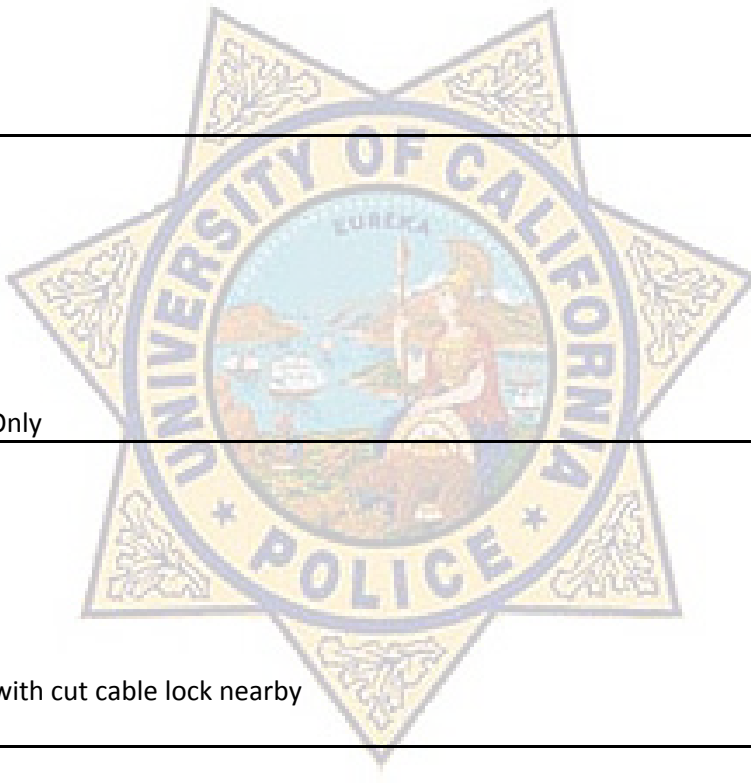 UNIVERSITY OF CALIFORNIA
EUREKA
Only
POLICE
with cut cable lock nearby